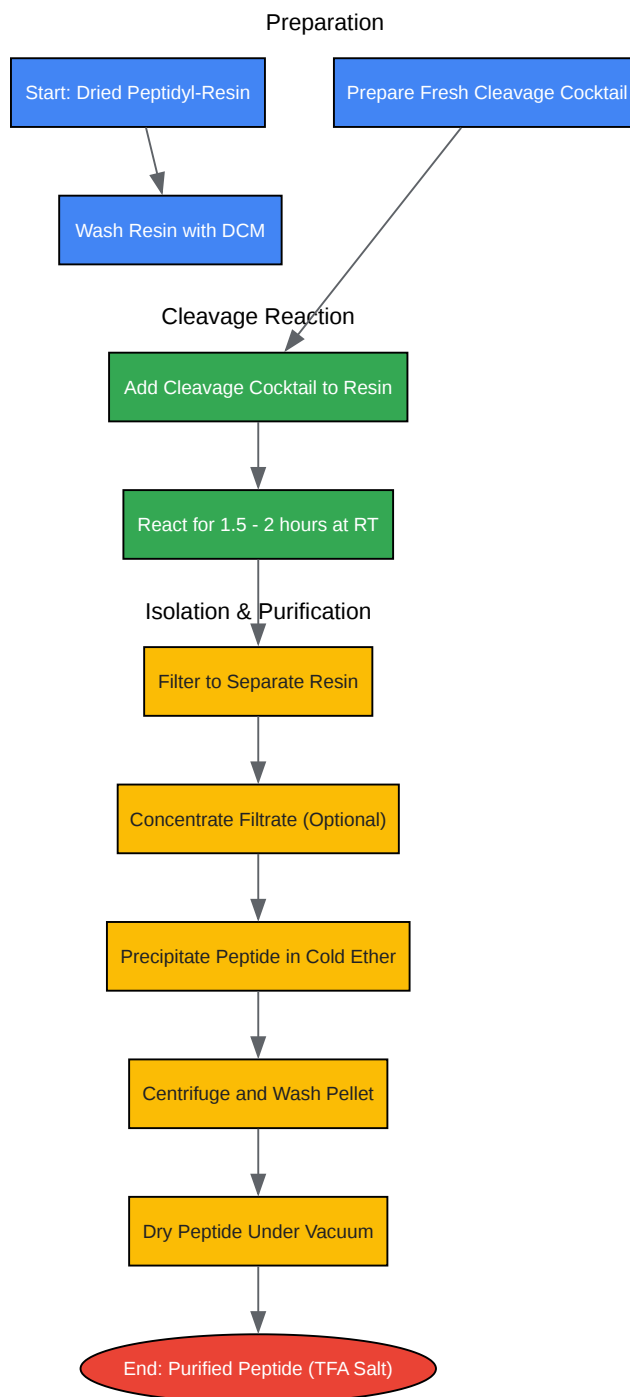 Preparation
Start: Dried Peptidyl-Resin
Prepare Fresh Cleavage Cocktail
Wash Resin with DCM
Cleavage Reaction
Add Cleavage Cocktail to Resin
React for 1.5 - 2 hours at RT
Isolation & Purification
Filter to Separate Resin
Concentrate Filtrate (Optional)
Precipitate Peptide in Cold Ether
Centrifuge and Wash Pellet
Dry Peptide Under Vacuum
End: Purified Peptide (TFA Salt)